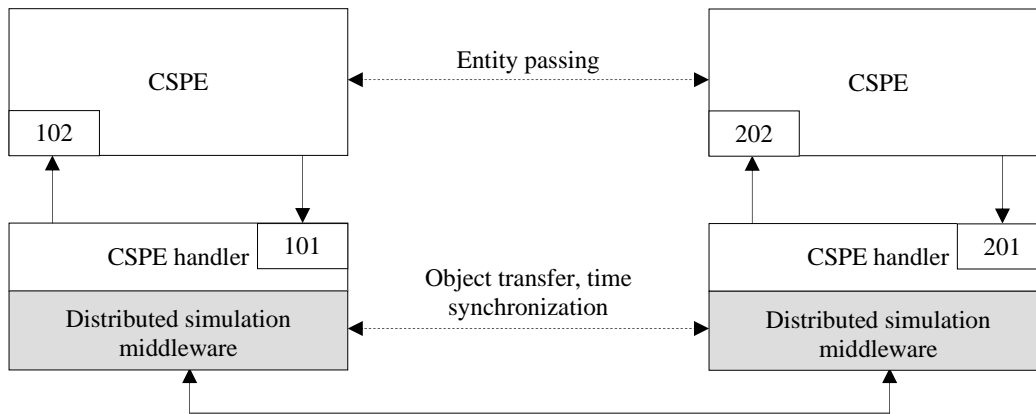 CSPE
Entity passing
CSPE
102
202
101
CSPE handler
201
CSPE handler
Object transfer, time
synchronization
Distributed simulation
middleware
Distributed simulation
middleware